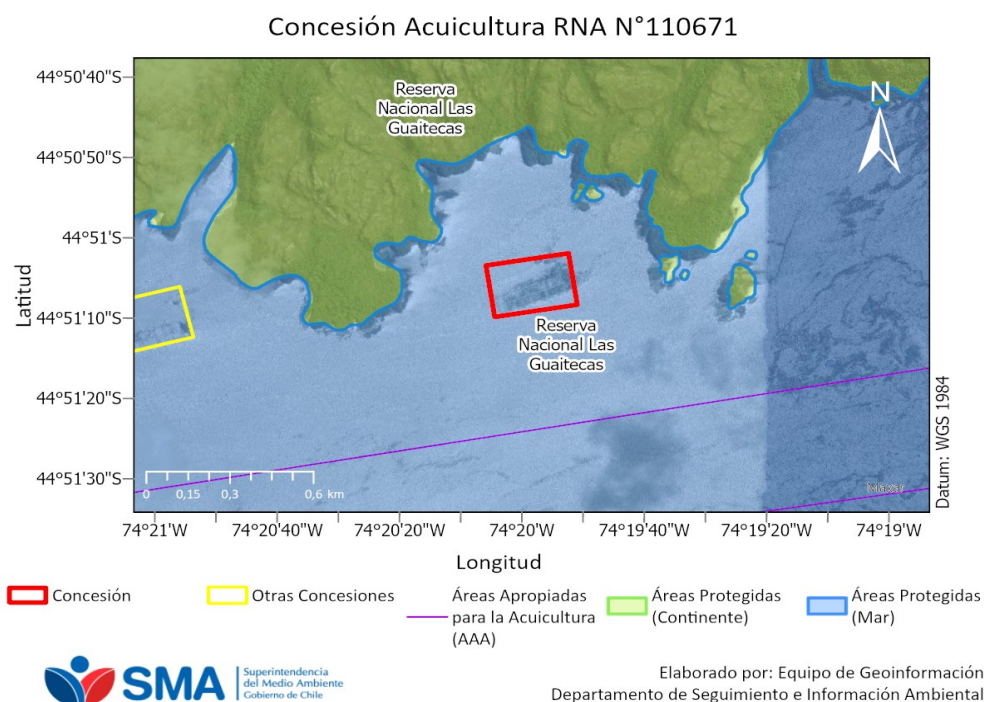 Concesión Acuicultura RNA N°110671
44°50'40"S
44°50'50"S
44°51'S
44°51'10"S
44°51'20"S
44°51'30"S
Latitud
Reserva
Nacional Las
Guaitecas
N
Reserva
Nacional Las
Guaitecas
Datum: WGS 1984
Maxar
0 0,15 0,3 0,6 km
74°21'W 74°20'40"W 74°20'20"W 74°20'W 74°19'40"W 74°19'20"W 74°19'W
Longitud
Concesión
Otras Concesiones
Áreas Apropiadas
para la Acuicultura
(AAA)
Áreas Protegidas
(Continente)
Áreas Protegidas
(Mar)
SMA
Superintendencia
del Medio Ambiente
Gobierno de Chile
Elaborado por: Equipo de Geoinformación
Departamento de Seguimiento e Información Ambiental